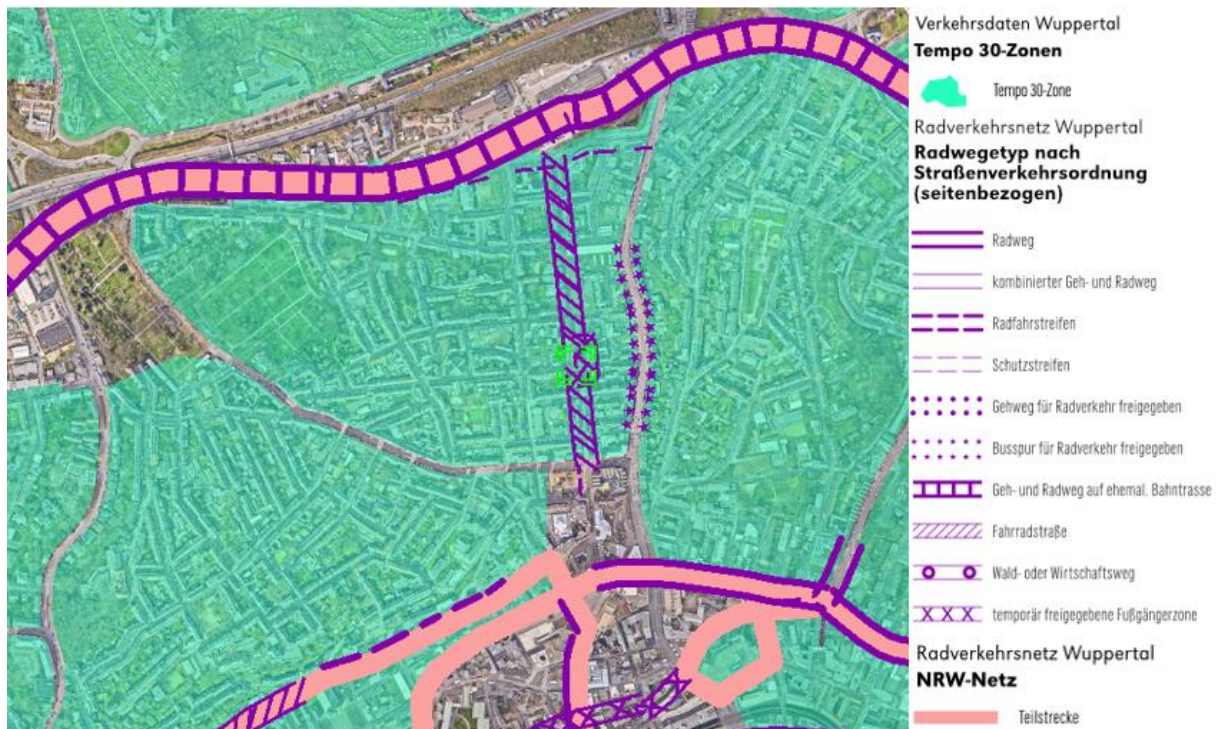 Verkehrsdaten Wuppertal
Tempo 30-Zonen
Tempo 30-Zone
Radverkehrsnetz Wuppertal
Radwegetyp nach
Straßenverkehrsordnung
(seitenbezogen)
Radweg
kombinierter Geh- und Radweg
Radfahrstreifen
Schutzstreifen
Gehweg für Radverkehr freigegeben
Busspur für Radverkehr freigegeben
Geh- und Radweg auf ehemal. Bahntrasse
Fahrradstraße
Wald- oder Wirtschaftsweg
temporär freigegebene Fußgängerzone
Radverkehrsnetz Wuppertal
NRW-Netz
Teilstrecke